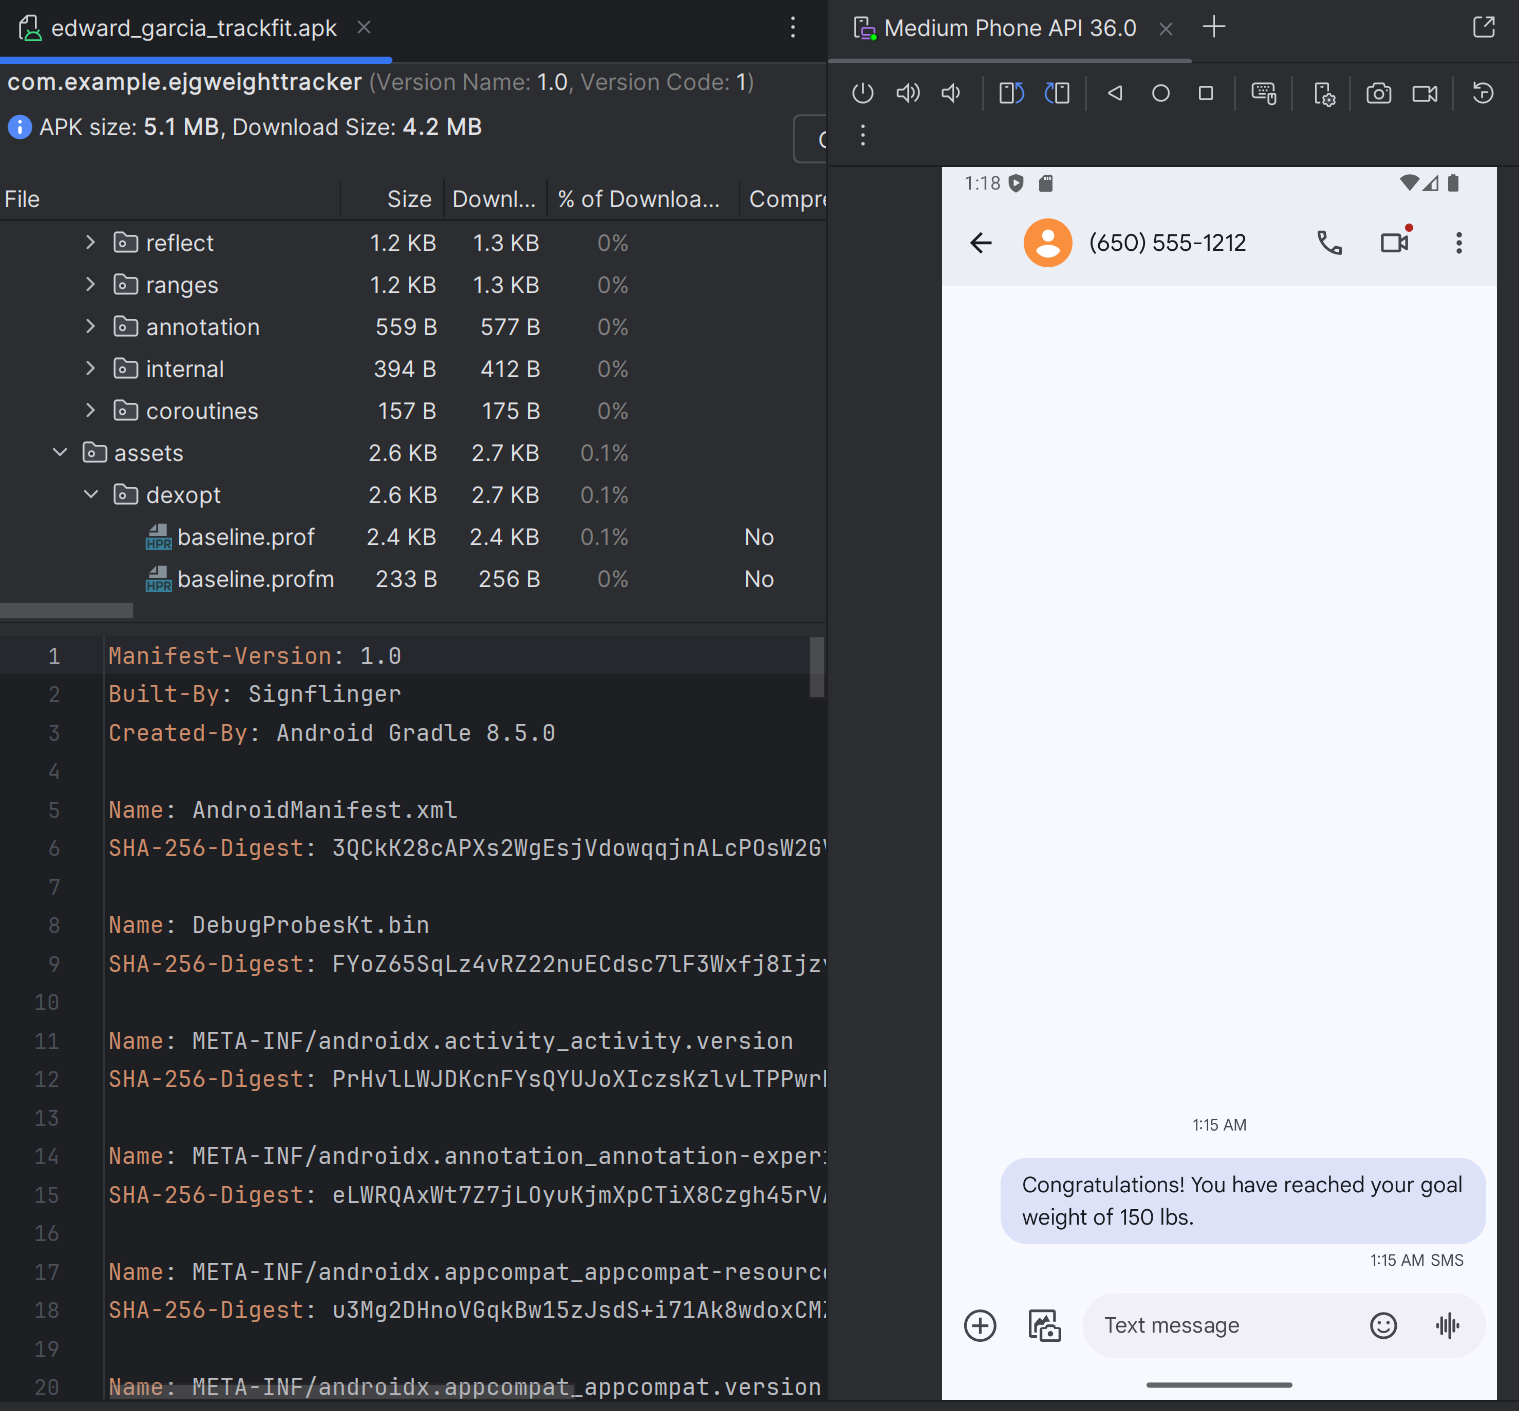 edward_garcia_trackfit.apk
com.example.ejgweighttracker (Version Name: 1.0, Version Code: 1)
APK size: 5.1 MB, Download Size: 4.2 MB
File Size Downl... % of Downloa... Compre
reflect 1.2 KB 1.3 KB 0%
ranges 1.2 KB 1.3 KB 0%
annotation 559 B 577 B 0%
internal 394 B 412 B 0%
coroutines 157 B 175 B 0%
assets 2.6 KB 2.7 KB 0.1%
dexopt 2.6 KB 2.7 KB 0.1%
HPR baseline.prof 2.4 KB 2.4 KB 0.1% No
HPR baseline.profm 233 B 256 B 0% No
1 Manifest-Version: 1.0
2 Built-By: Signflinger
3 Created-By: Android Gradle 8.5.0
4
5 Name: AndroidManifest.xml
6 SHA-256-Digest: 3QCkK28cAPXs2WgEsjVdowqqjnALcPOsW2G
7
8 Name: DebugProbesKt.bin
9 SHA-256-Digest: FYoZ65SqLz4vRZ22nuECdsc7lF3Wxfj8Ijz
10
11 Name: META-INF/androidx.activity_activity.version
12 SHA-256-Digest: PrHvlLWJDKcnFYsQYUJoXIczsKzlvLTPPwr
13
14 Name: META-INF/androidx.annotation_annotation-experi
15 SHA-256-Digest: eLWRQAxWt7Z7jLOyuKjmXpCTiX8Czgh45rV
16
17 Name: META-INF/androidx.appcompat_appcompat-resourc
18 SHA-256-Digest: u3Mg2DHnoVGqkBw15zJsdS+i71Ak8wdoxCM
19
20 Name: META-INF/androidx.appcompat_appcompat.version
Medium Phone API 36.0
1:18
(650) 555-1212
1:15 AM
Congratulations! You have reached your goal
weight of 150 lbs.
1:15 AM SMS
Text message